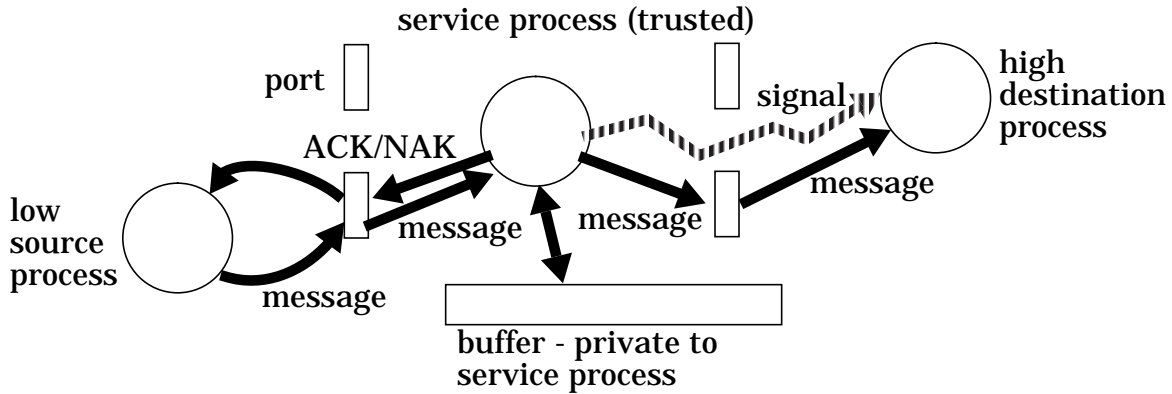 service process (trusted)
port
signal
high
destination
process
ACK/NAK
message
low
source
process
message
message
message
buffer - private to
service process